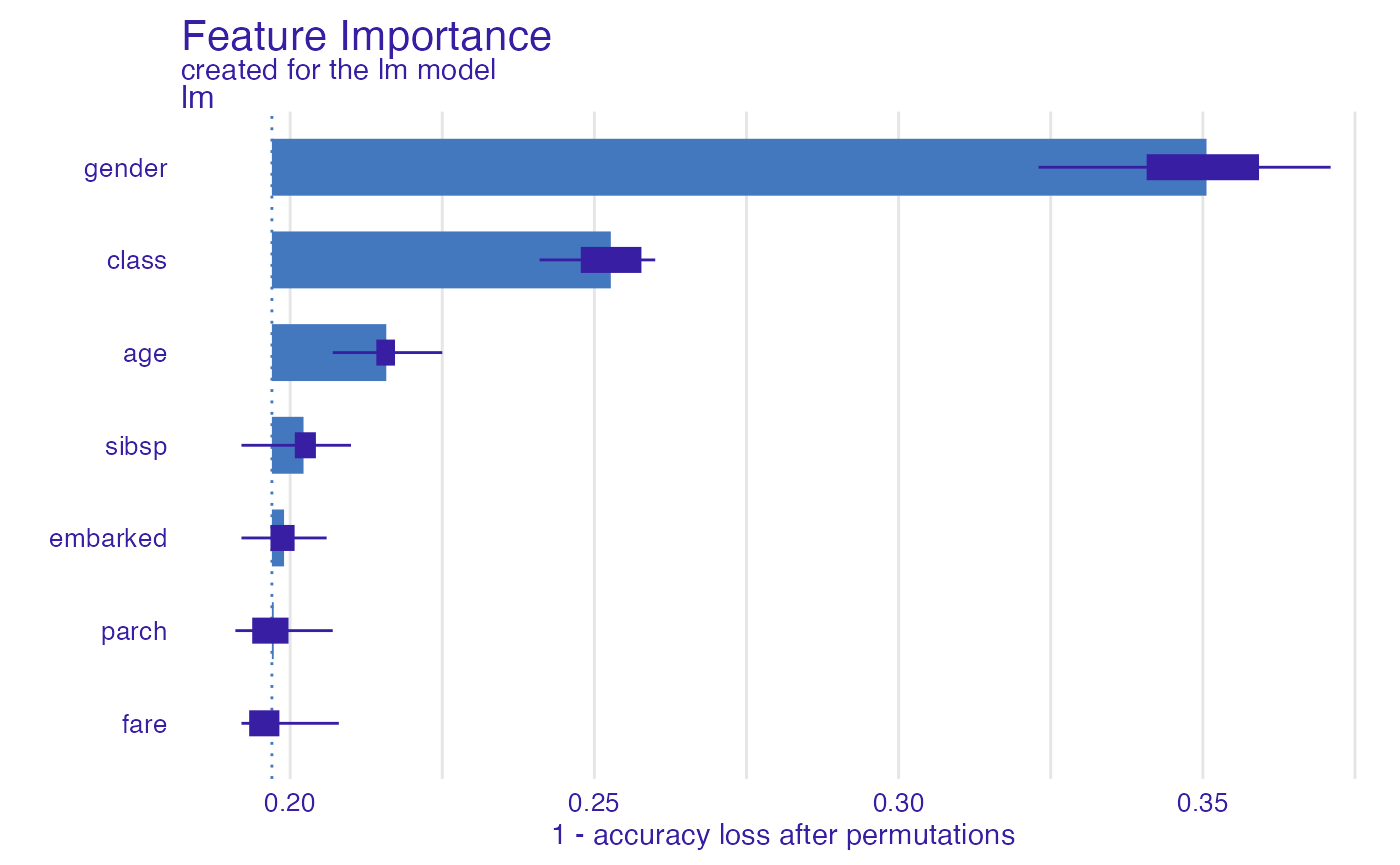 Feature Importance
created for the lm model
lm
gender
class
age
sibsp
embarked
parch
fare
0.20 0.25 0.30 0.35
1 - accuracy loss after permutations